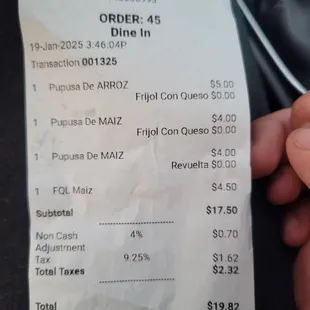 ORDER: 45
Dine In
19-Jan-2025 3:46:04P
Transaction 001325
1 Pupusa De ARROZ $5.00
Frijol Con Queso $0.00
1 Pupusa De MAIZ $4.00
Frijol Con Queso $0.00
1 Pupusa De MAIZ $4.00
Revuelta $0.00
1 FQL Maiz $4.50
Subtotal $17.50
Non Cash 4% $0.70
Adjustment
Tax 9.25% $1.62
Total Taxes $2.32
Total $19.82